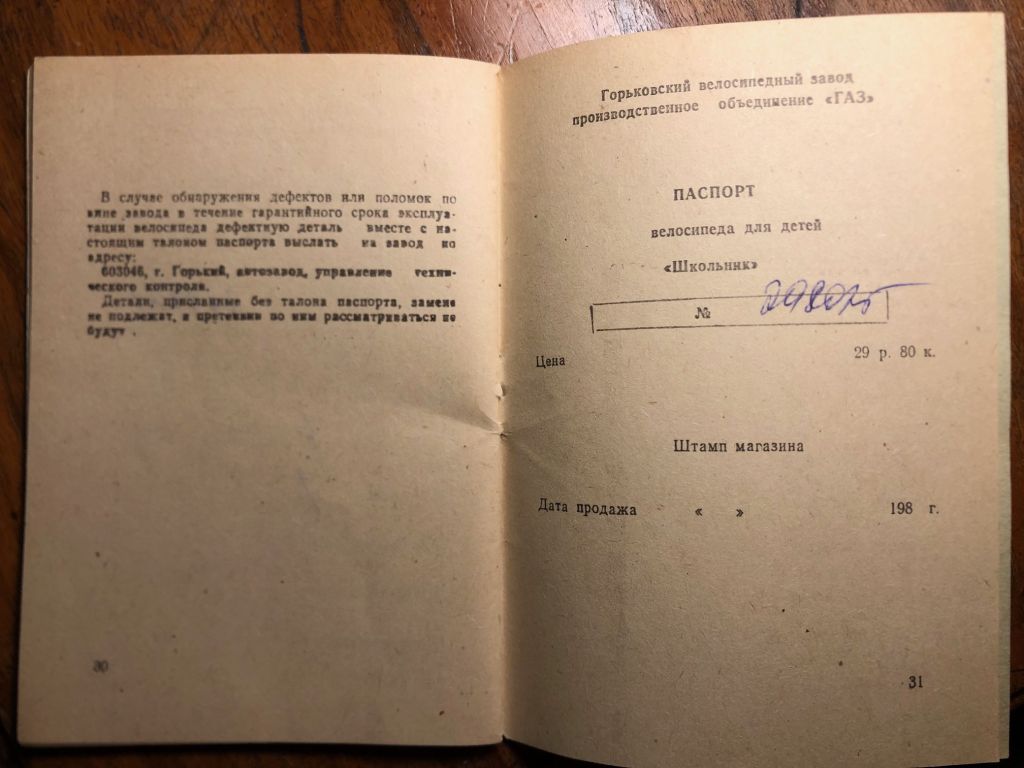 В случае обнаружения дефектов или поломок по
вине завода в течение гарантийного срока эксплуа-
тации велосипеда дефектную деталь вместе с на-
стоящим талоном паспорта выслать на завод по
адресу:
603046, г. Горький, автозавод, управление техни-
ческого контроля.
Детали, присланные без талона паспорта, замене
не подлежат, и претензии по ним рассматриваться не
будут.
30
Горьковский велосипедный завод
производственное объединение «ГАЗ»
ПАСПОРТ
велосипеда для детей
«Школьник»
№
Цена 29 р. 80 к.
Штамп магазина
Дата продажа « » 198 г.
31